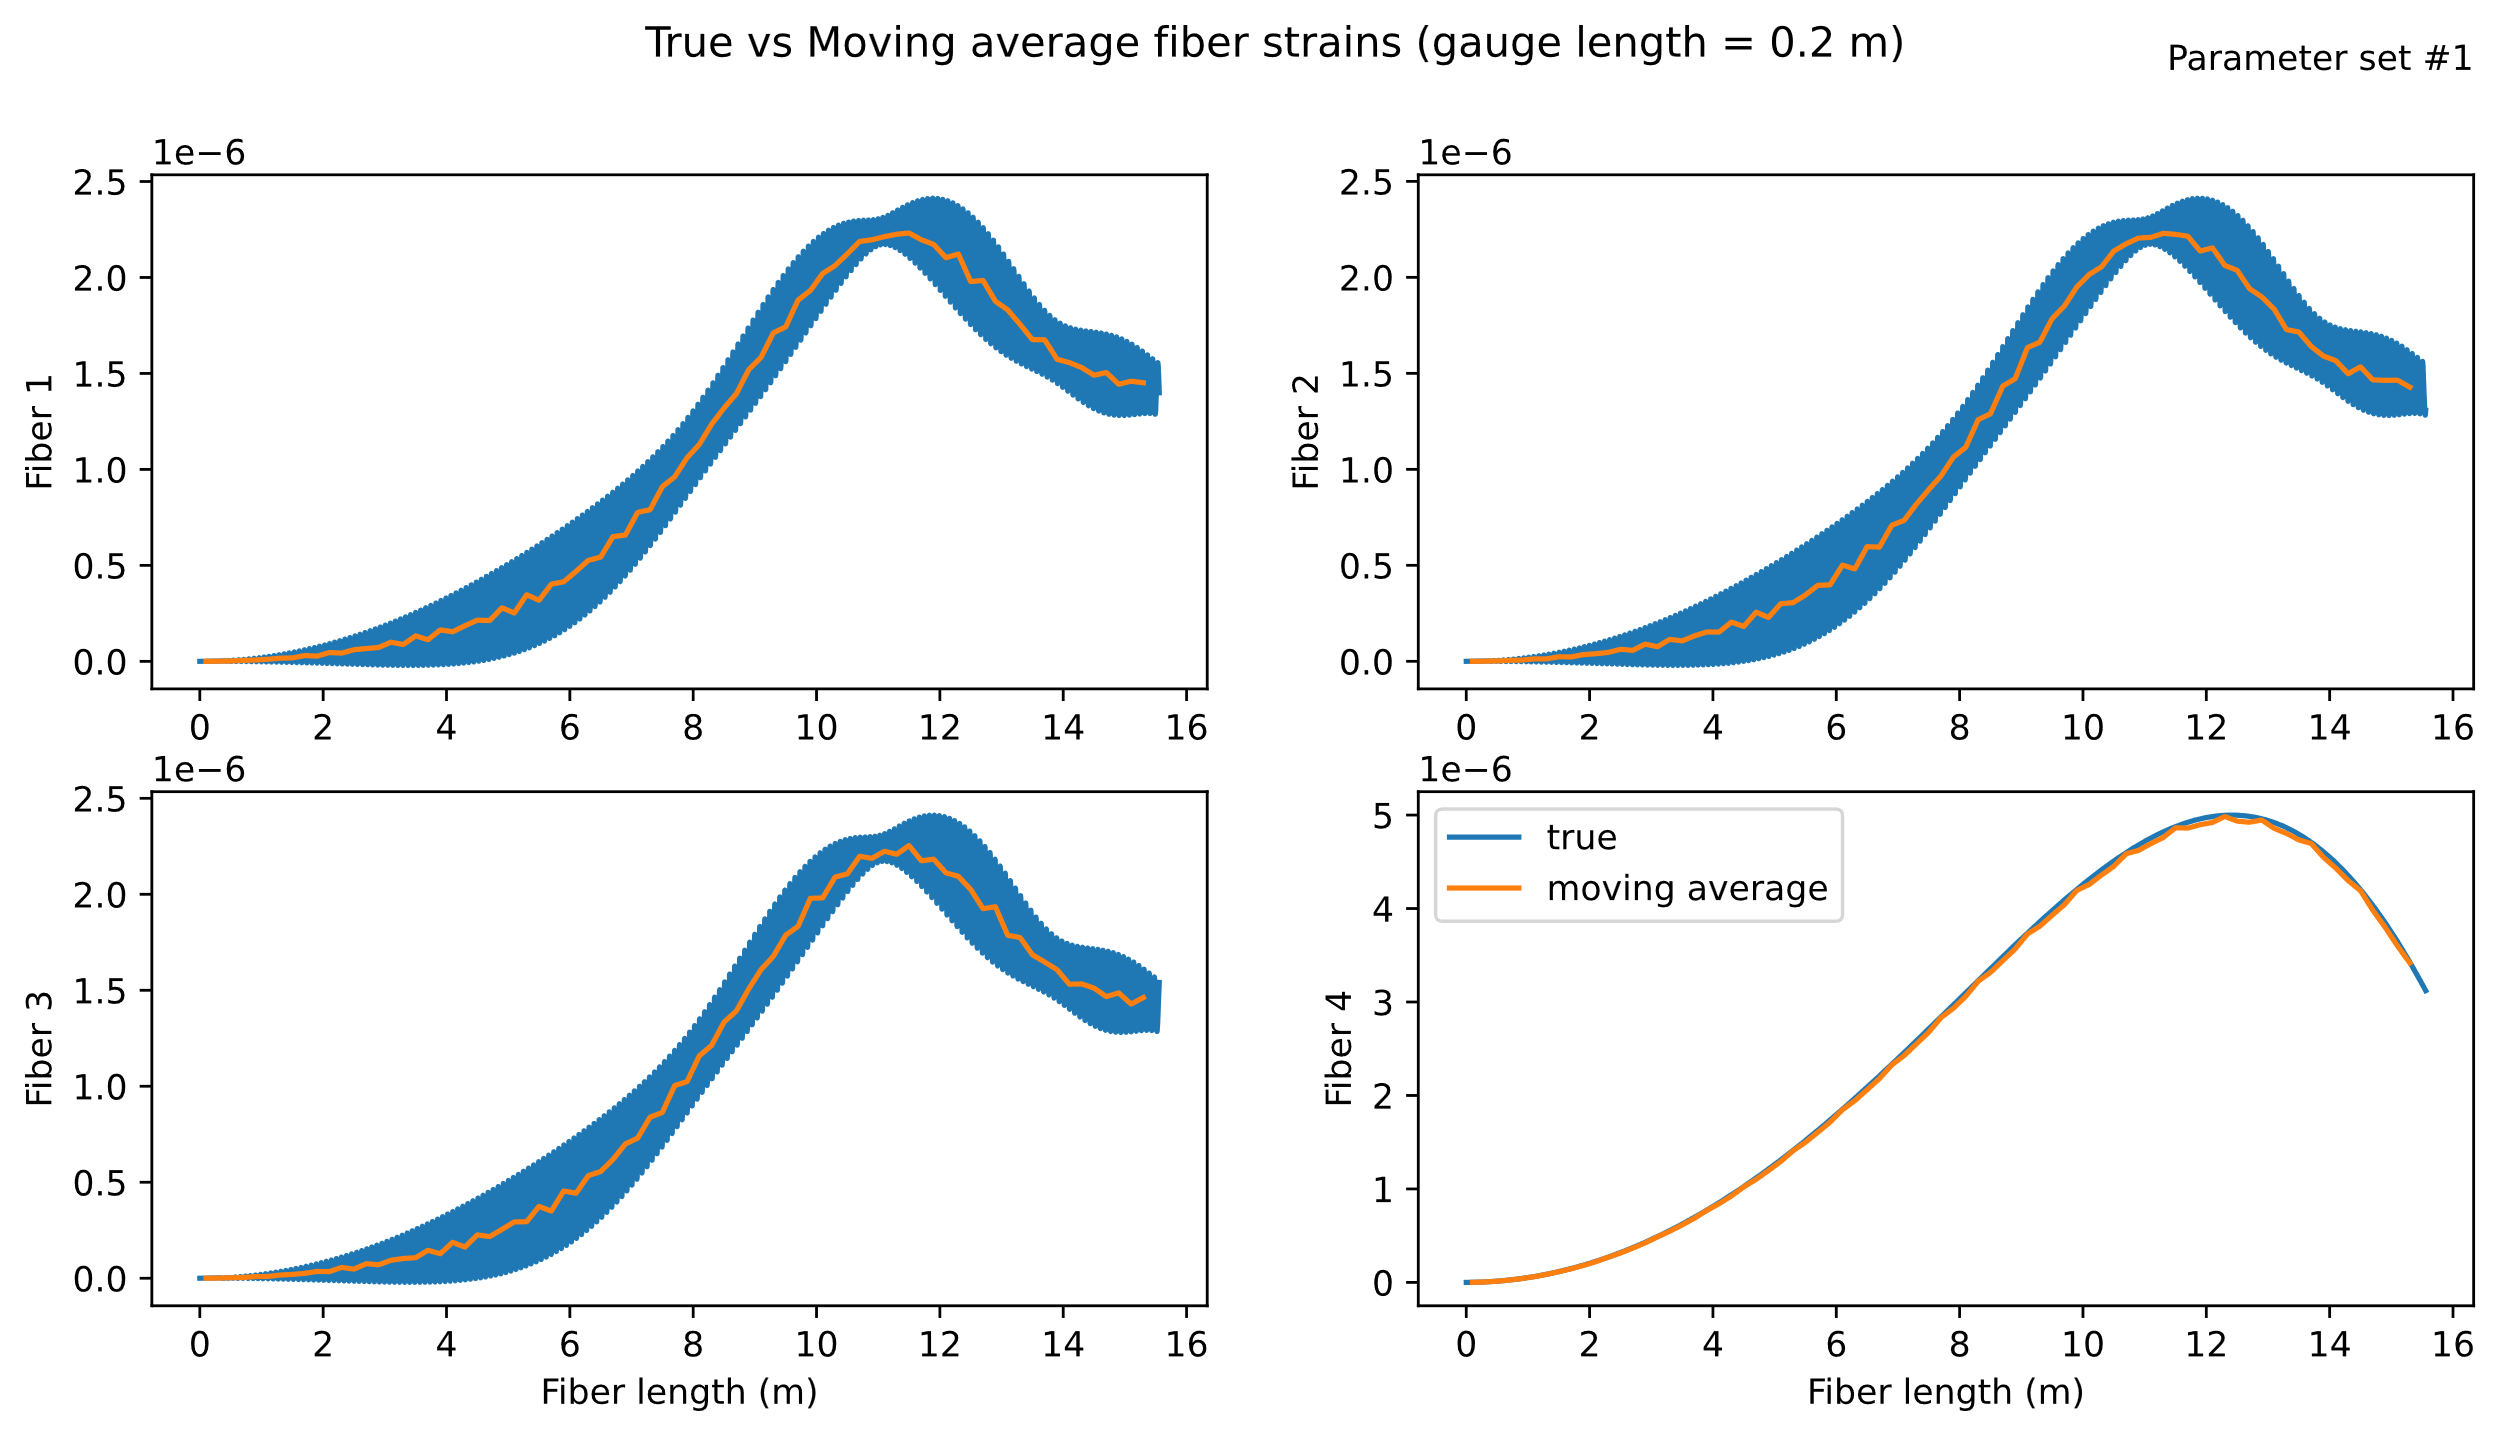 True vs Moving average fiber strains (gauge length = 0.2 m)
Parameter set #1
1e−6
2.5
2.0
1.5
1.0
0.5
0.0
Fiber 1
0 2 4 6 8 10 12 14 16
1e−6
2.5
2.0
1.5
1.0
0.5
0.0
Fiber 2
0 2 4 6 8 10 12 14 16
1e−6
2.5
2.0
1.5
1.0
0.5
0.0
Fiber 3
0 2 4 6 8 10 12 14 16
Fiber length (m)
1e−6
5
4
3
2
1
0
Fiber 4
true
moving average
0 2 4 6 8 10 12 14 16
Fiber length (m)